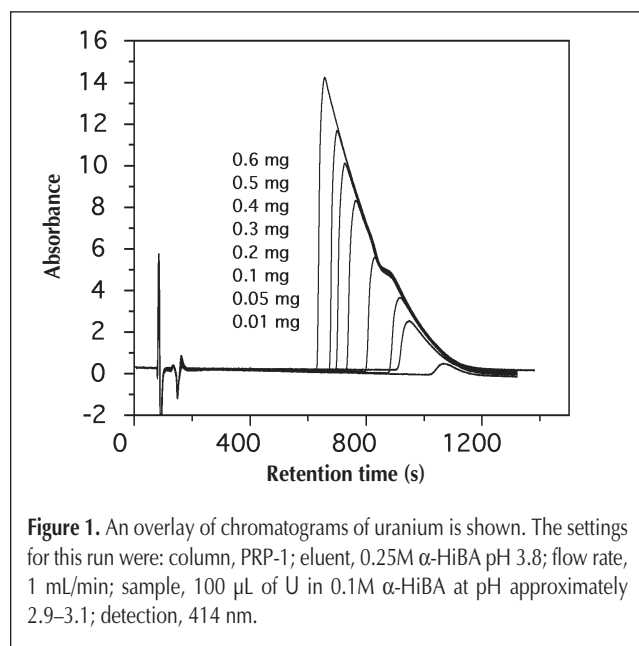 16
14
12
10
8
6
4
2
0
-2
Absorbance
0.6 mg
0.5 mg
0.4 mg
0.3 mg
0.2 mg
0.1 mg
0.05 mg
0.01 mg
0 400 800 1200
Retention time (s)
Figure 1. An overlay of chromatograms of uranium is shown. The settings
for this run were: column, PRP-1; eluent, 0.25M α-HiBA pH 3.8; flow rate,
1 mL/min; sample, 100 μL of U in 0.1M α-HiBA at pH approximately
2.9–3.1; detection, 414 nm.